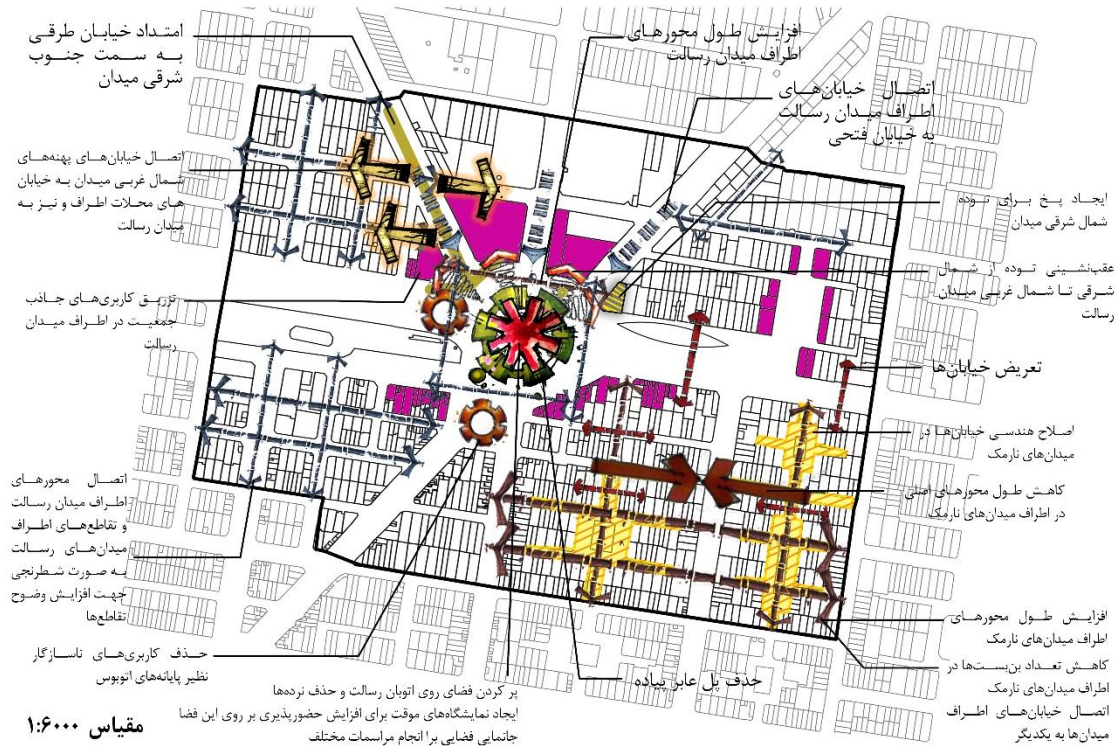 امتداد خیابان طرقی
به سمت جنوب
شرقی میدان
افزایش طول محورهای
اطراف میدان رسالت
اتصال خیابان‌های
اطراف میدان رسالت
به خیابان فتحی
اتصال خیابان‌های پهنه‌های
شمال غربی میدان به خیابان
های محلات اطراف و نیز به
میدان رسالت
ایجاد پخ برای توده
شمال شرقی میدان
عقب‌نشینی توده از شمال
شرقی تا شمال غربی میدان
رسالت
تزریق کاربری‌های جاذب
جمعیت در اطراف میدان
رسالت
تعریض خیابان‌ها
اصلاح هندسی خیابان‌ها در
میدان‌های نارمک
کاهش طول محورهای اصلی
در اطراف میدان‌های نارمک
اتصال محورهای
اطراف میدان رسالت
و تقاطع‌های اطراف
میدان‌های رسالت
به صورت شطرنجی
جهت افزایش وضوح
تقاطع‌ها
افزایش طول محورهای
اطراف میدان‌های نارمک
کاهش تعداد بن‌بست‌ها در
اطراف میدان‌های نارمک
اتصال خیابان‌های اطراف
میدان‌ها به یکدیگر
حذف کاربری‌های ناسازگار
نظیر پایانه‌های اتوبوس
حذف پل عابر پیاده
پر کردن فضای روی اتوبان رسالت و حذف نرده‌ها
ایجاد نمایشگاه‌های موقت برای افزایش حضورپذیری بر روی این فضا
جانمایی فضایی برا انجام مراسمات مختلف
مقیاس ۱:۶۰۰۰